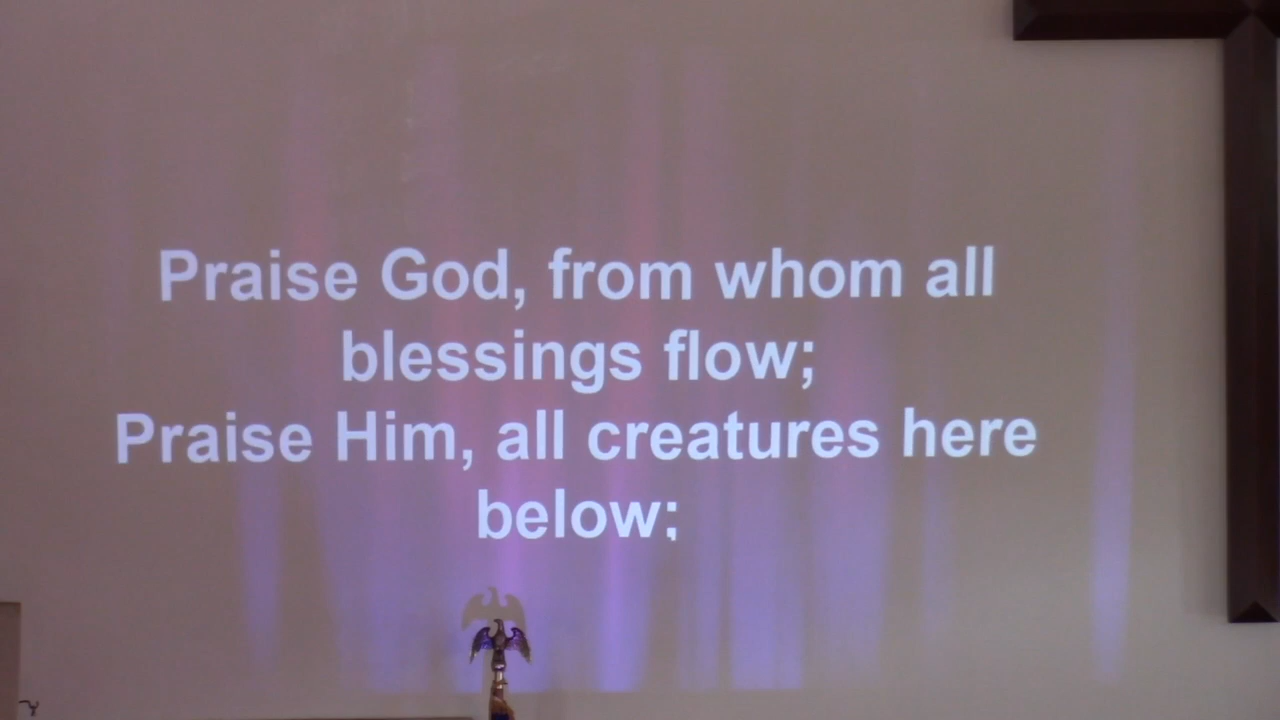 Praise God, from whom all
blessings flow;
Praise Him, all creatures here
below;